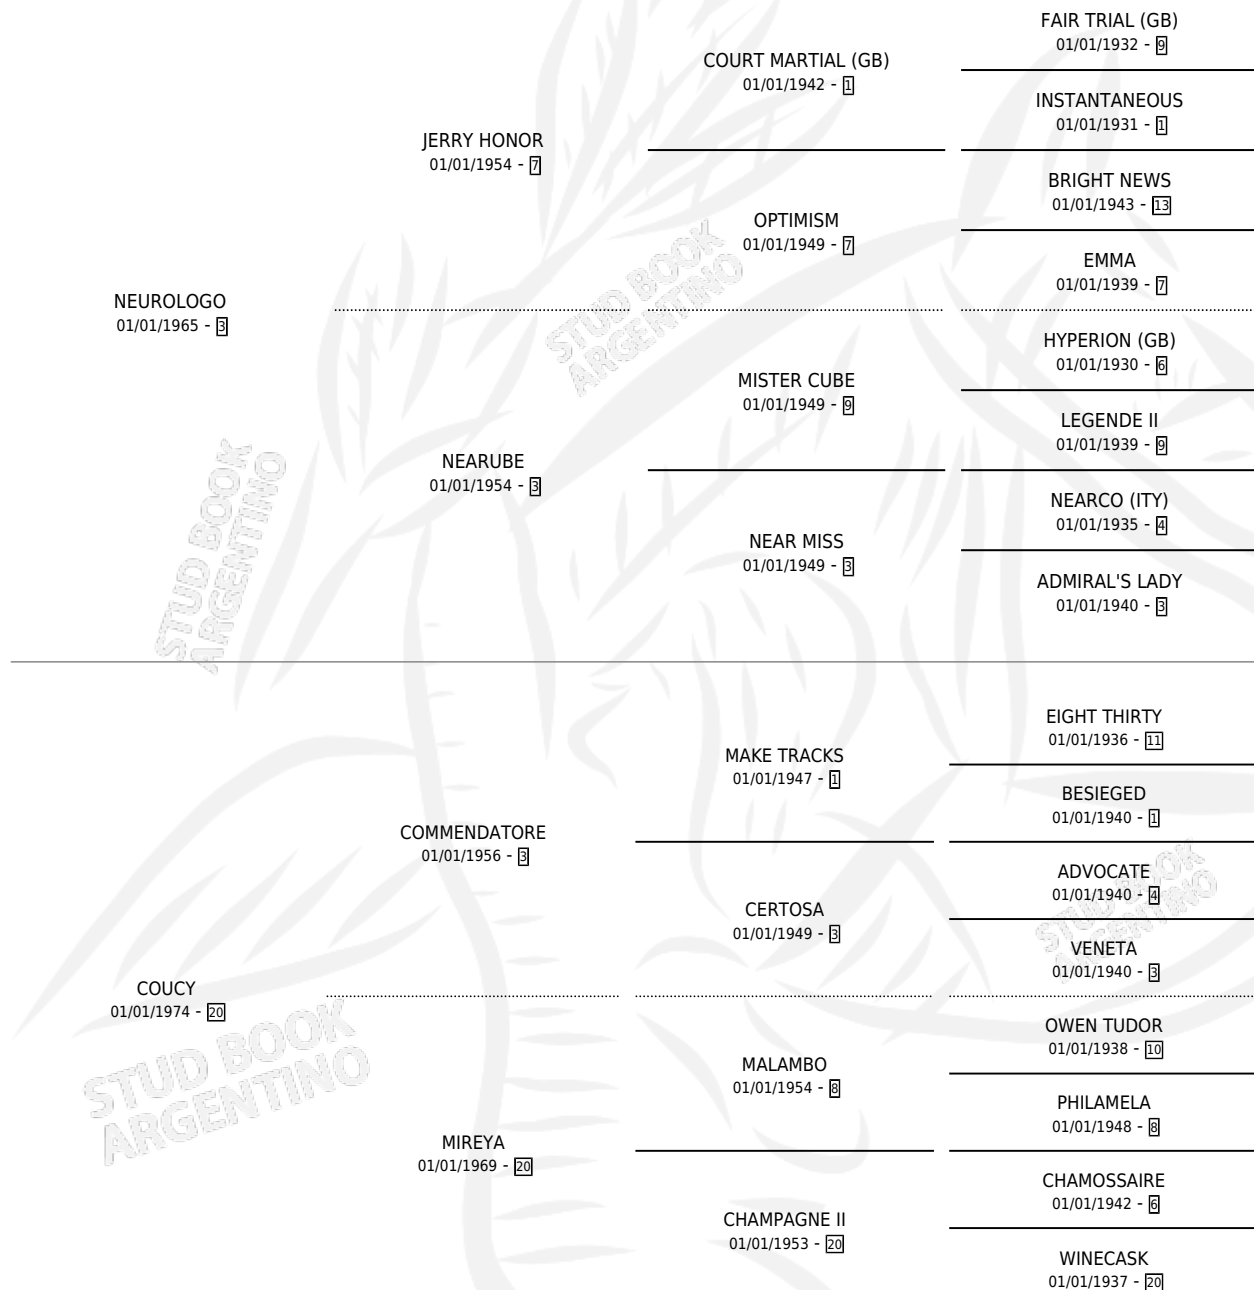 FAIR TRIAL (GB)
01/01/1932 - 9
COURT MARTIAL (GB)
01/01/1942 - 1
INSTANTANEOUS
01/01/1931 - 1
JERRY HONOR
01/01/1954 - 7
BRIGHT NEWS
01/01/1943 - 13
OPTIMISM
01/01/1949 - 7
EMMA
01/01/1939 - 7
NEUROLOGO
01/01/1965 - 3
HYPERION (GB)
01/01/1930 - 6
MISTER CUBE
01/01/1949 - 9
LEGENDE II
01/01/1939 - 9
NEARUBE
01/01/1954 - 3
NEARCO (ITY)
01/01/1935 - 4
NEAR MISS
01/01/1949 - 3
ADMIRAL'S LADY
01/01/1940 - 3
EIGHT THIRTY
01/01/1936 - 11
MAKE TRACKS
01/01/1947 - 1
BESIEGED
01/01/1940 - 1
COMMENDATORE
01/01/1956 - 3
ADVOCATE
01/01/1940 - 4
CERTOSA
01/01/1949 - 3
VENETA
01/01/1940 - 3
COUCY
01/01/1974 - 20
OWEN TUDOR
01/01/1938 - 10
MALAMBO
01/01/1954 - 8
PHILAMELA
01/01/1948 - 8
MIREYA
01/01/1969 - 20
CHAMOSSAIRE
01/01/1942 - 6
CHAMPAGNE II
01/01/1953 - 20
WINECASK
01/01/1937 - 20
STUD BOOK
ARGENTINO
STUD BOOK
ARGENTINO
STUD BOOK
ARGENTINO
STUD BOOK
ARGENTINO